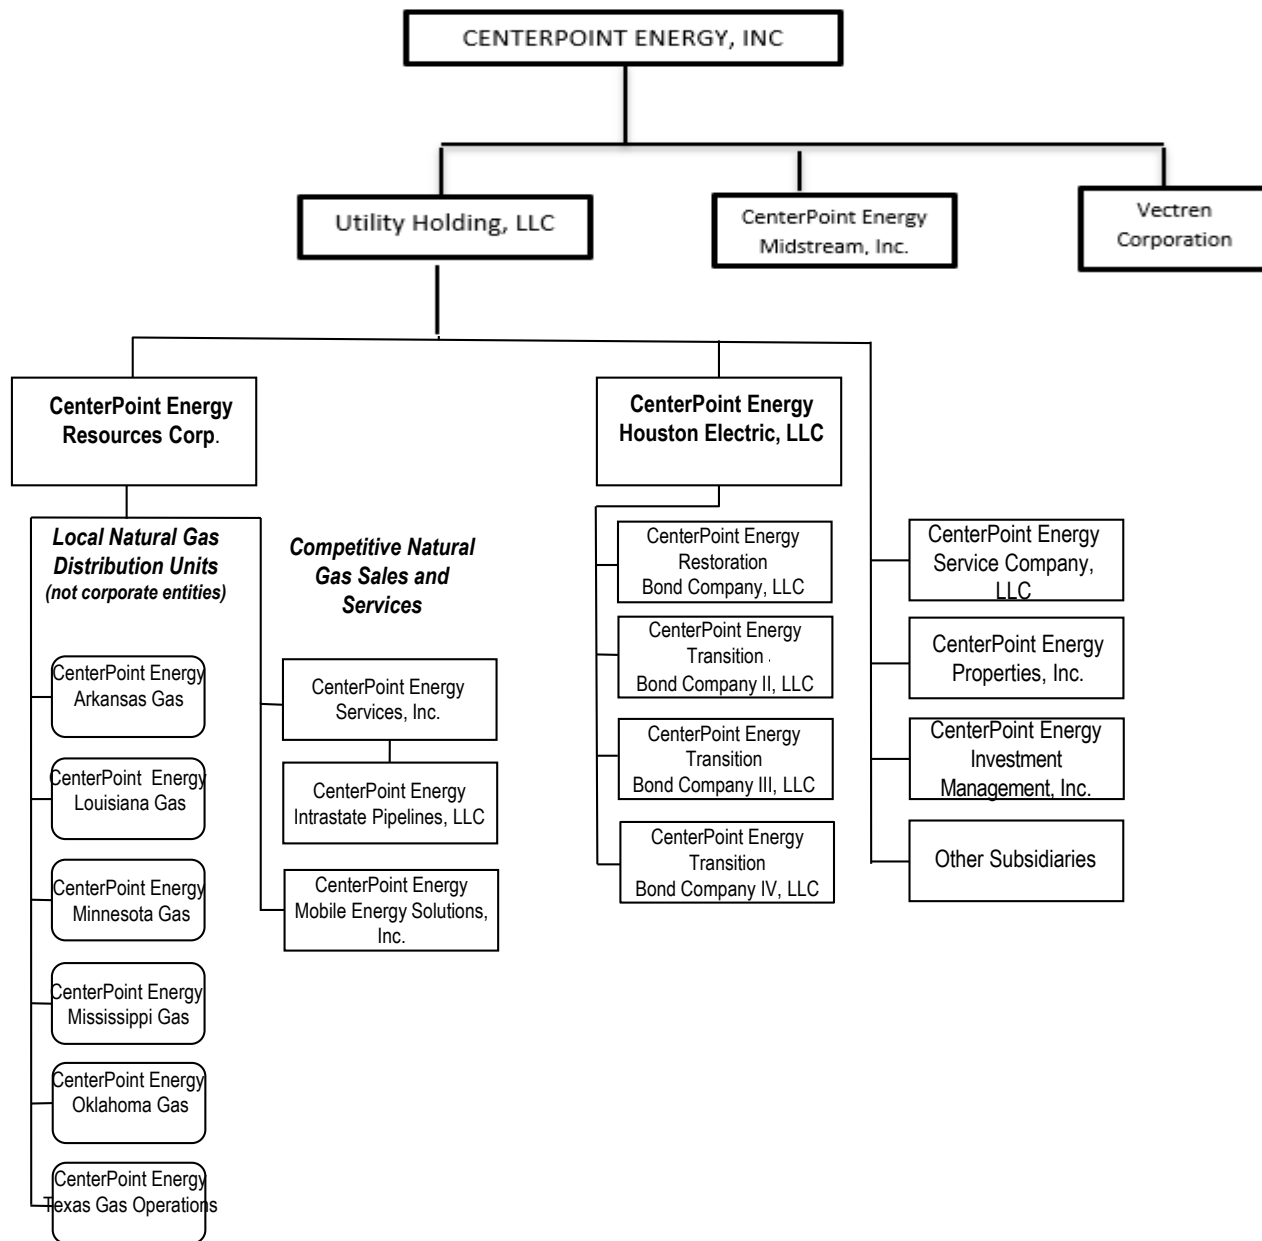 CENTERPOINT ENERGY, INC
Utility Holding, LLC
CenterPoint Energy
Midstream, Inc.
Vectren
Corporation
CenterPoint Energy
Resources Corp.
CenterPoint Energy
Houston Electric, LLC
Local Natural Gas
Distribution Units
(not corporate entities)
CenterPoint Energy
Arkansas Gas
CenterPoint Energy
Louisiana Gas
CenterPoint Energy
Minnesota Gas
CenterPoint Energy
Mississippi Gas
CenterPoint Energy
Oklahoma Gas
CenterPoint Energy
Texas Gas Operations
Competitive Natural
Gas Sales and
Services
CenterPoint Energy
Services, Inc.
CenterPoint Energy
Intrastate Pipelines, LLC
CenterPoint Energy
Mobile Energy Solutions,
Inc.
CenterPoint Energy
Restoration
Bond Company, LLC
CenterPoint Energy
Transition .
Bond Company II, LLC
CenterPoint Energy
Transition
Bond Company III, LLC
CenterPoint Energy
Transition
Bond Company IV, LLC
CenterPoint Energy
Service Company,
LLC
CenterPoint Energy
Properties, Inc.
CenterPoint Energy
Investment
Management, Inc.
Other Subsidiaries